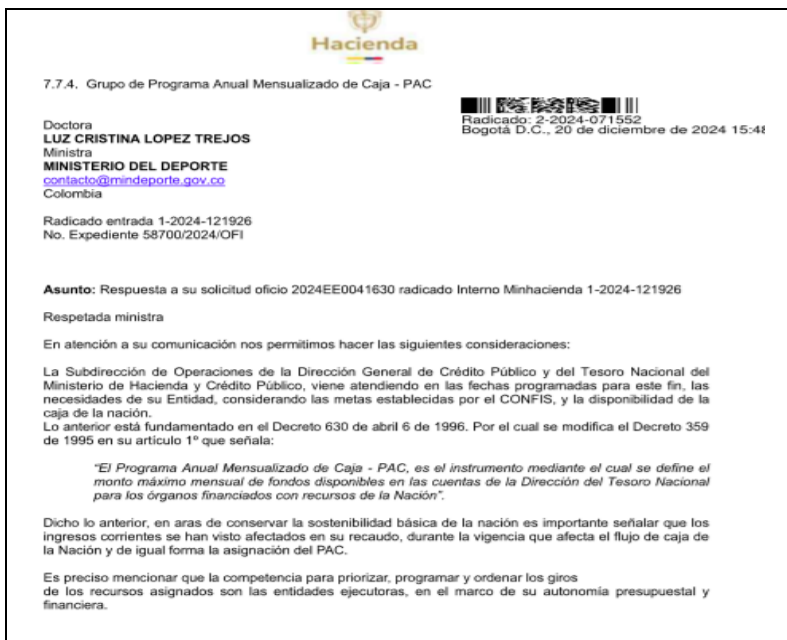 Hacienda
7.7.4. Grupo de Programa Anual Mensualizado de Caja - PAC
Radicado: 2-2024-071552
Bogotá D.C., 20 de diciembre de 2024 15:48
Doctora
LUZ CRISTINA LOPEZ TREJOS
Ministra
MINISTERIO DEL DEPORTE
contacto@mindeporte.gov.co
Colombia
Radicado entrada 1-2024-121926
No. Expediente 58700/2024/OFI
Asunto: Respuesta a su solicitud oficio 2024EE0041630 radicado Interno Minhacienda 1-2024-121926
Respetada ministra
En atención a su comunicación nos permitimos hacer las siguientes consideraciones:
La Subdirección de Operaciones de la Dirección General de Crédito Público y del Tesoro Nacional del
Ministerio de Hacienda y Crédito Público, viene atendiendo en las fechas programadas para este fin, las
necesidades de su Entidad, considerando las metas establecidas por el CONFIS, y la disponibilidad de la
caja de la nación.
Lo anterior está fundamentado en el Decreto 630 de abril 6 de 1996. Por el cual se modifica el Decreto 359
de 1995 en su artículo 1º que señala:
"El Programa Anual Mensualizado de Caja - PAC, es el instrumento mediante el cual se define el
monto máximo mensual de fondos disponibles en las cuentas de la Dirección del Tesoro Nacional
para los órganos financiados con recursos de la Nación".
Dicho lo anterior, en aras de conservar la sostenibilidad básica de la nación es importante señalar que los
ingresos corrientes se han visto afectados en su recaudo, durante la vigencia que afecta el flujo de caja de
la Nación y de igual forma la asignación del PAC.
Es preciso mencionar que la competencia para priorizar, programar y ordenar los giros
de los recursos asignados son las entidades ejecutoras, en el marco de su autonomía presupuestal y
financiera.